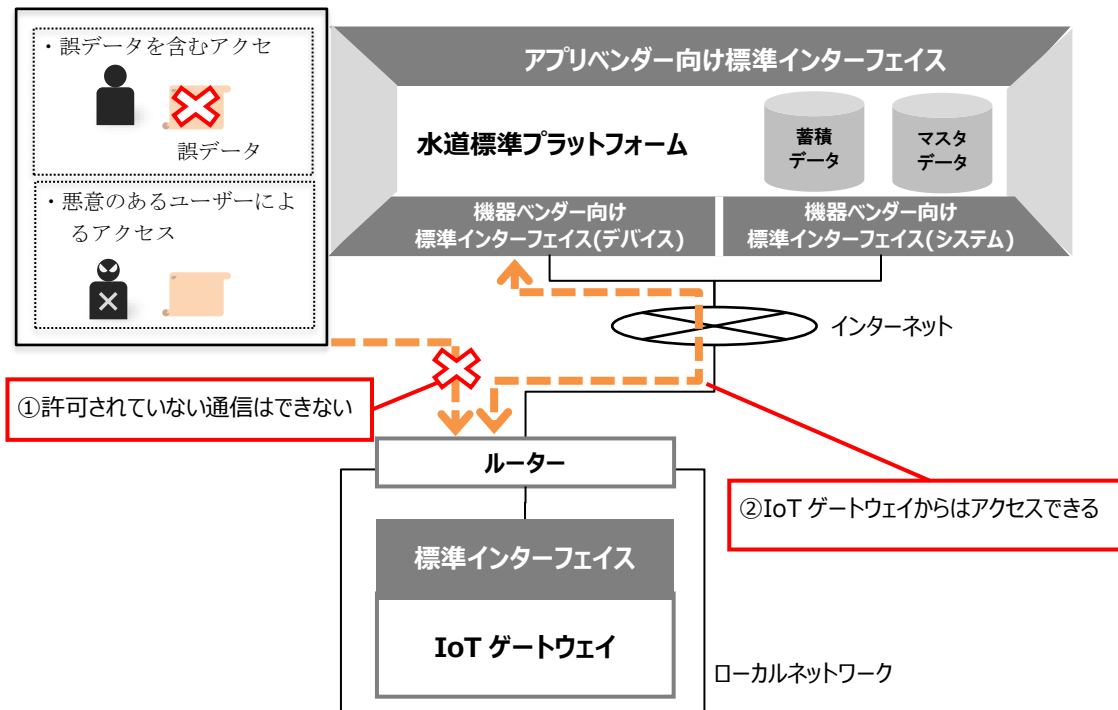 ・誤データを含むアクセ
誤データ
・悪意のあるユーザーによ
るアクセス
アプリベンダー向け標準インターフェイス
水道標準プラットフォーム
蓄積
データ
マスタ
データ
機器ベンダー向け
標準インターフェイス(デバイス)
機器ベンダー向け
標準インターフェイス(システム)
インターネット
①許可されていない通信はできない
ルーター
②IoT ゲートウェイからはアクセスできる
標準インターフェイス
IoT ゲートウェイ
ローカルネットワーク